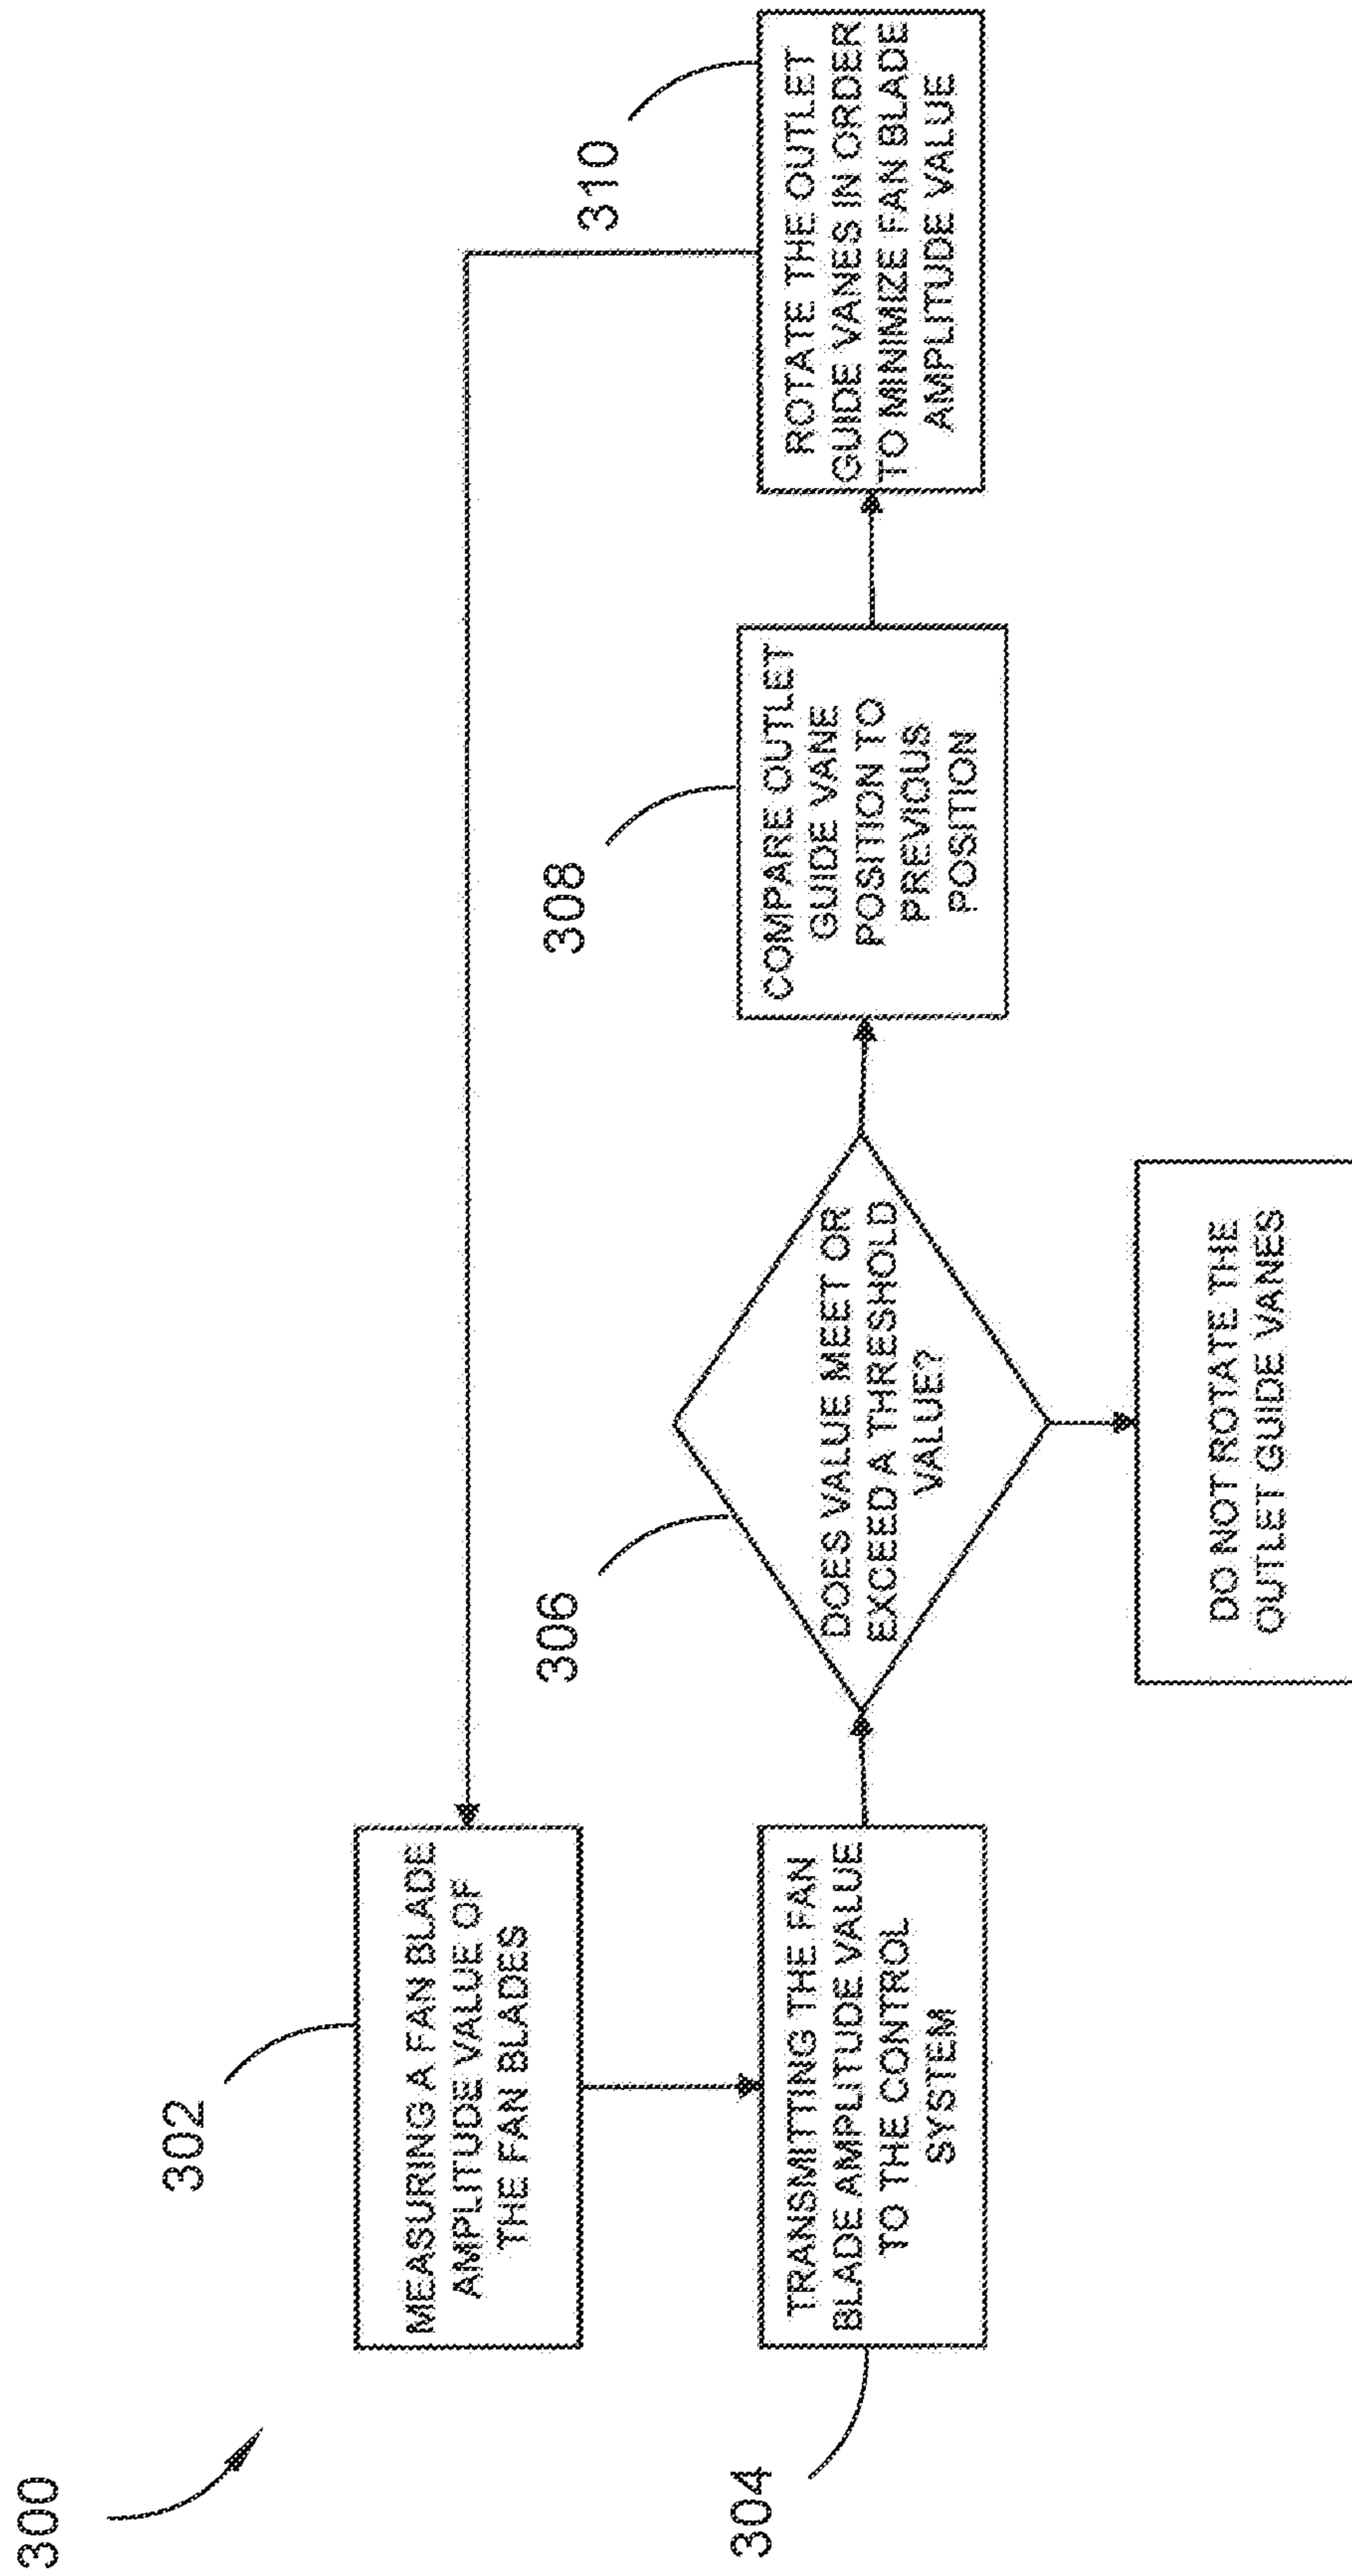 300
302
MEASURING A FAN BLADE
AMPLITUDE VALUE OF
THE FAN BLADES
304
TRANSMITTING THE FAN
BLADE AMPLITUDE VALUE
TO THE CONTROL
SYSTEM
306
DOES VALUE MEET OR
EXCEED A THRESHOLD
VALUE?
DO NOT ROTATE THE
OUTLET GUIDE VANES
308
COMPARE OUTLET
GUIDE VANE
POSITION TO
PREVIOUS
POSITION
310
ROTATE THE OUTLET
GUIDE VANES IN ORDER
TO MINIMIZE FAN BLADE
AMPLITUDE VALUE